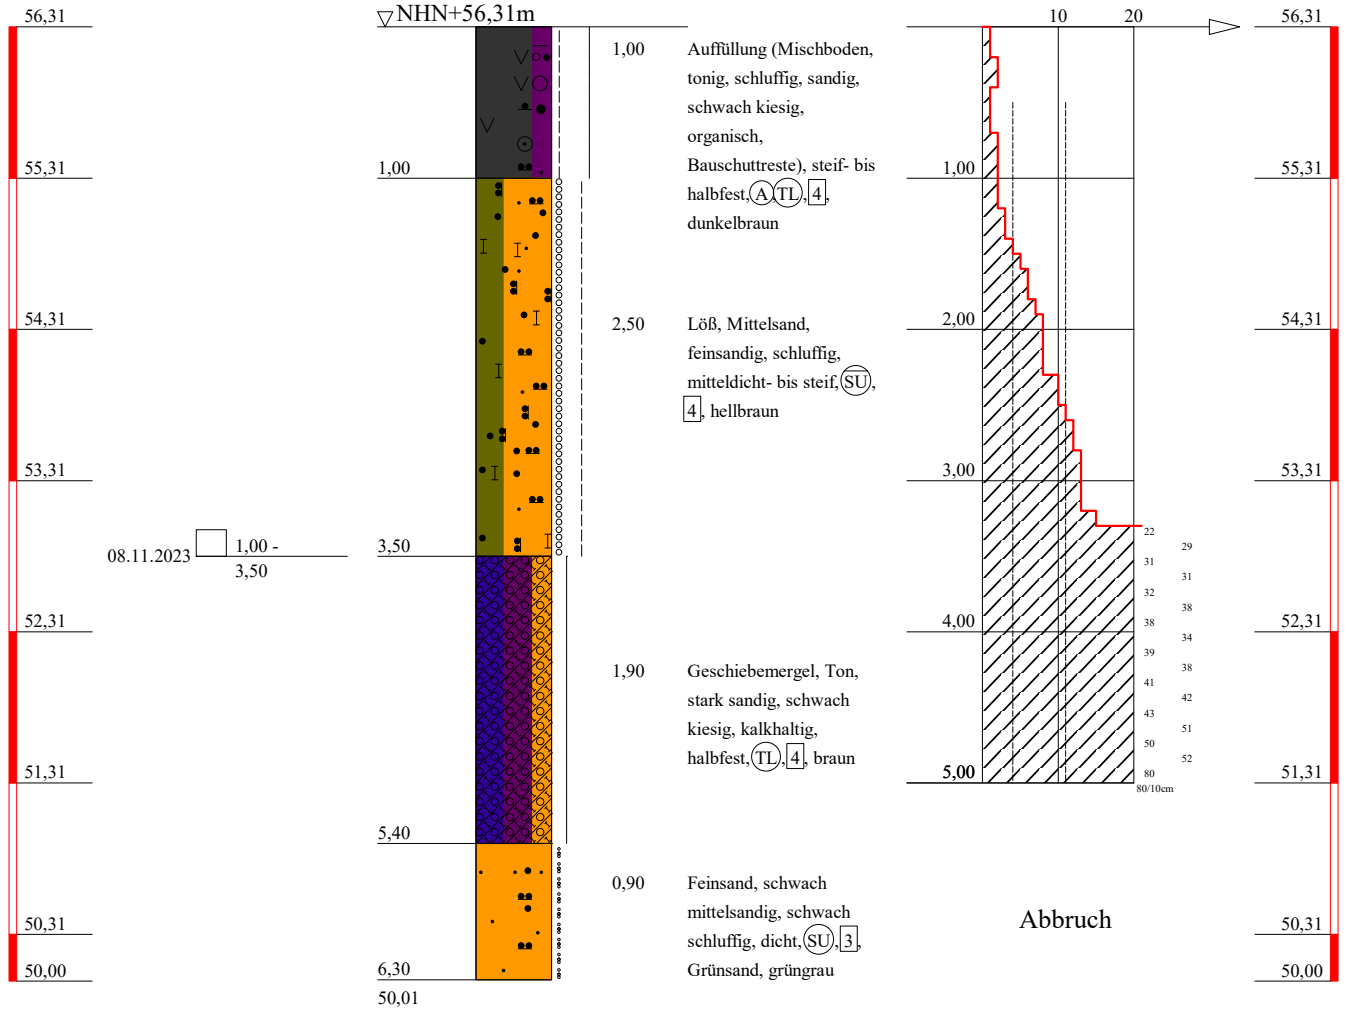 ▽ NHN+56,31m
56,31
55,31
54,31
53,31
52,31
51,31
50,31
50,00
08.11.2023
1,00 -
3,50
1,00
3,50
5,40
6,30
50,01
1,00
Auffüllung (Mischboden,
tonig, schluffig, sandig,
schwach kiesig,
organisch,
Bauschuttreste), steif- bis
halbfest, A, TL, 4,
dunkelbraun
2,50
Löß, Mittelsand,
feinsandig, schluffig,
mitteldicht- bis steif, S̅U̅,
4, hellbraun
1,90
Geschiebemergel, Ton,
stark sandig, schwach
kiesig, kalkhaltig,
halbfest, TL, 4, braun
0,90
Feinsand, schwach
mittelsandig, schwach
schluffig, dicht, SU, 3,
Grünsand, grüngrau
10 20
1,00
2,00
3,00
4,00
5,00
22
29
31
31
32
38
38
34
39
38
41
42
43
51
50
52
80
80/10cm
Abbruch
56,31
55,31
54,31
53,31
52,31
51,31
50,31
50,00